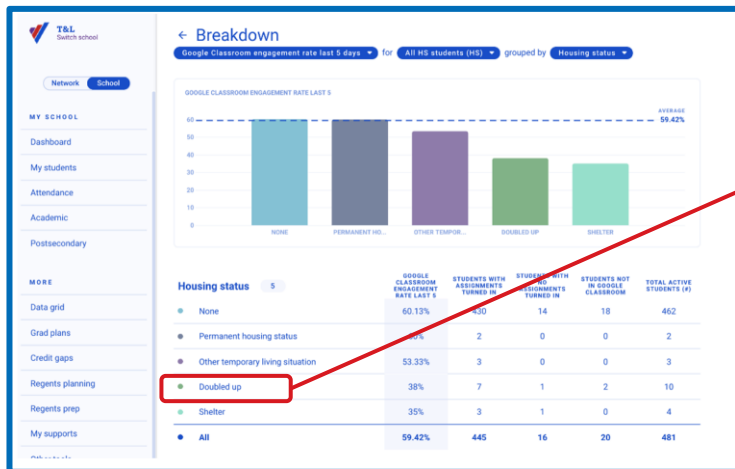 T&L
Switch school
Network School
MY SCHOOL
Dashboard
My students
Attendance
Academic
Postsecondary
MORE
Data grid
Grad plans
Credit gaps
Regents planning
Regents prep
My supports
← Breakdown
Google Classroom engagement rate last 5 days for All HS students (HS) grouped by Housing status
GOOGLE CLASSROOM ENGAGEMENT RATE LAST 5
AVERAGE
59.42%
60
50
40
30
20
10
0
NONE PERMANENT HO... OTHER TEMPOR... DOUBLED UP SHELTER
Housing status 5
GOOGLE CLASSROOM ENGAGEMENT RATE LAST 5
STUDENTS WITH ASSIGNMENTS TURNED IN
STUDENTS WITH NO ASSIGNMENTS TURNED IN
STUDENTS NOT IN GOOGLE CLASSROOM
TOTAL ACTIVE STUDENTS (#)
None 60.13% 430 14 18 462
Permanent housing status 2 0 0 2
Other temporary living situation 53.33% 3 0 0 3
Doubled up 38% 7 1 2 10
Shelter 35% 3 1 0 4
All 59.42% 445 16 20 481